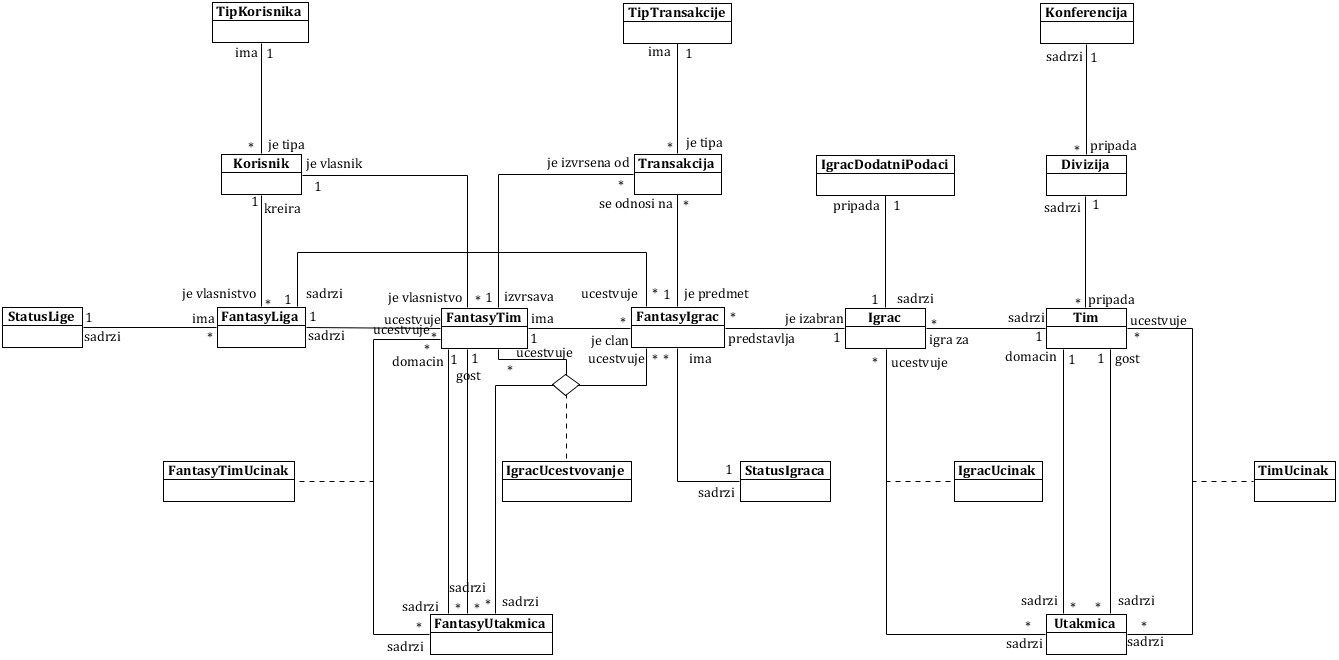 TipKorisnika
TipTransakcije
Konferencija
ima 1
ima 1
sadrzi 1
* je tipa
* je tipa
* pripada
Korisnik
je vlasnik
je izvrsena od
Transakcija
IgracDodatniPodaci
Divizija
1
*
1 kreira
se odnosi na *
pripada 1
sadrzi 1
je vlasnistvo *
1 sadrzi
je vlasnistvo * 1 izvrsava
ucestvuje * 1 je predmet
1 sadrzi
* pripada
StatusLige
1
sadrzi
ima
*
FantasyLiga
1
sadrzi
ucestvuje
*
FantasyTim
ima
1
*
je clan
FantasyIgrac
*
predstavlja
je izabran
1
Igrac
*
igra za
sadrzi
1
Tim
ucestvuje
*
ucestvuje
*
domacin 1
1
gost
ucestvuje
*
ucestvuje * * ima
* ucestvuje
domacin 1
1 gost
FantasyTimUcinak
IgracUcestvovanje
1
sadrzi
StatusIgraca
IgracUcinak
TimUcinak
sadrzi
sadrzi * * * sadrzi
sadrzi * * sadrzi
*
sadrzi
FantasyUtakmica
*
sadrzi
Utakmica
*
sadrzi